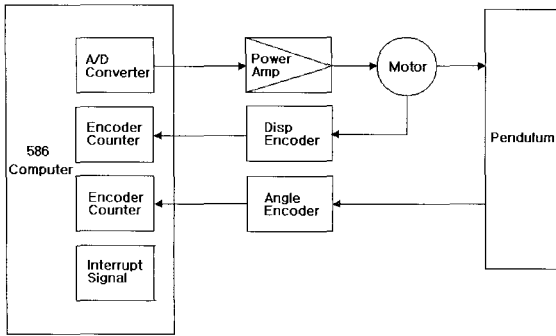 A/D
Converter
Power
Amp
Motor
Encoder
Counter
Disp
Encoder
586
Computer
Pendulum
Encoder
Counter
Angle
Encoder
Interrupt
Signal